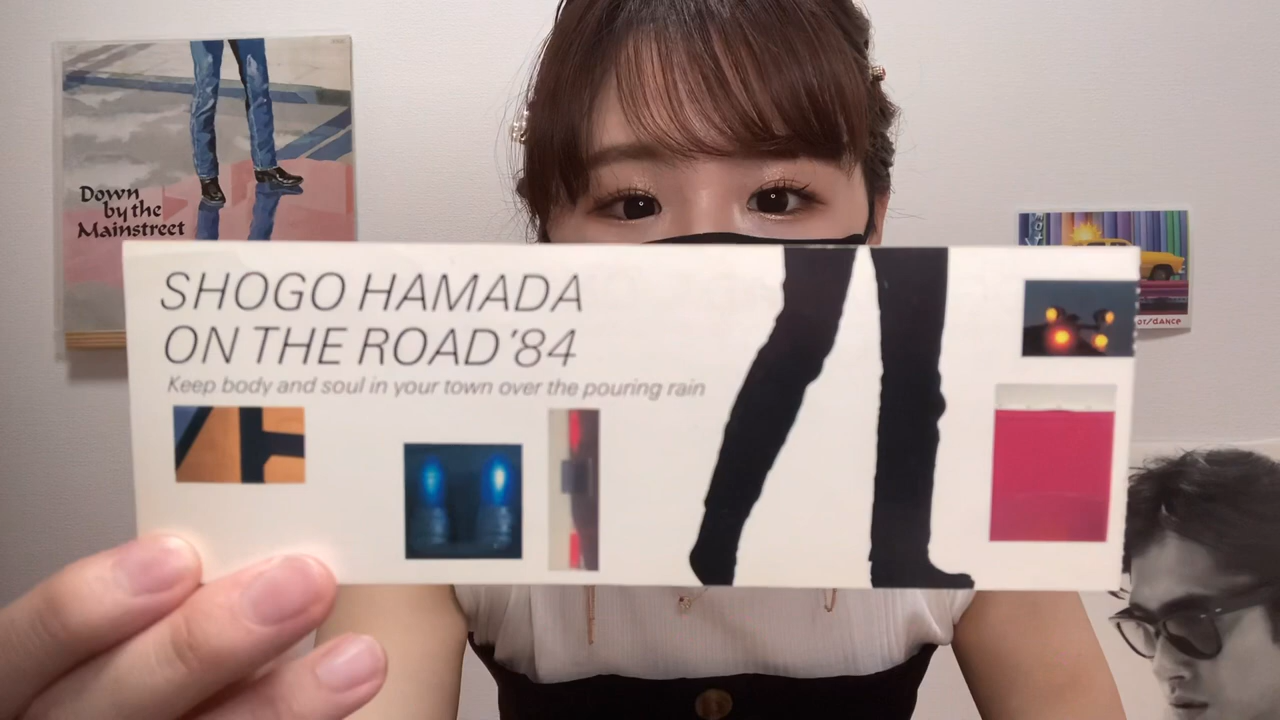 Down
by the
Mainstreet
SHOGO HAMADA
ON THE ROAD '84
Keep body and soul in your town over the pouring rain